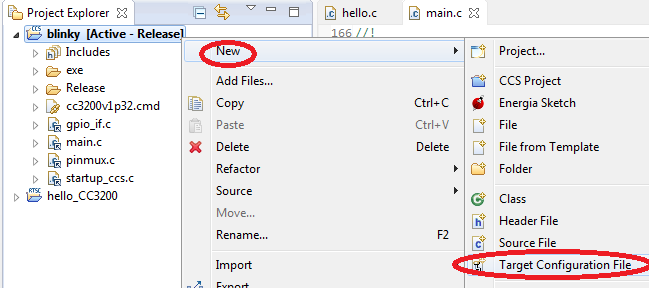 Project Explorer
hello.c
main.c
blinky [Active - Release]
Includes
exe
Release
cc3200v1p32.cmd
gpio_if.c
main.c
pinmux.c
startup_ccs.c
hello_CC3200
166 //!
New
Add Files...
Copy Ctrl+C
Paste Ctrl+V
Delete Delete
Refactor
Source
Move...
Rename... F2
Import
Export
Project...
CCS Project
Energia Sketch
File
File from Template
Folder
Class
Header File
Source File
Target Configuration File